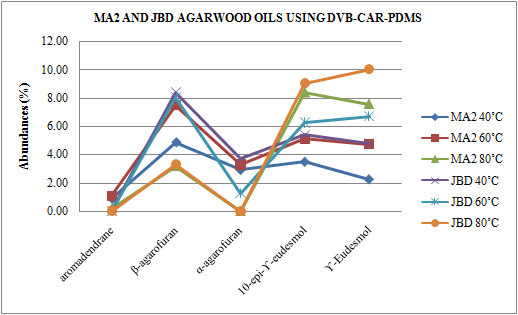 MA2 AND JBD AGARWOOD OILS USING DVB-CAR-PDMS
12.00
10.00
8.00
6.00
4.00
2.00
0.00
Abundances (%)
aromadendrane
β-agarofuran
α-agarofuran
10-epi-ϒ-eudesmol
ϒ-Eudesmol
MA2 40°C
MA2 60°C
MA2 80°C
JBD 40°C
JBD 60°C
JBD 80°C